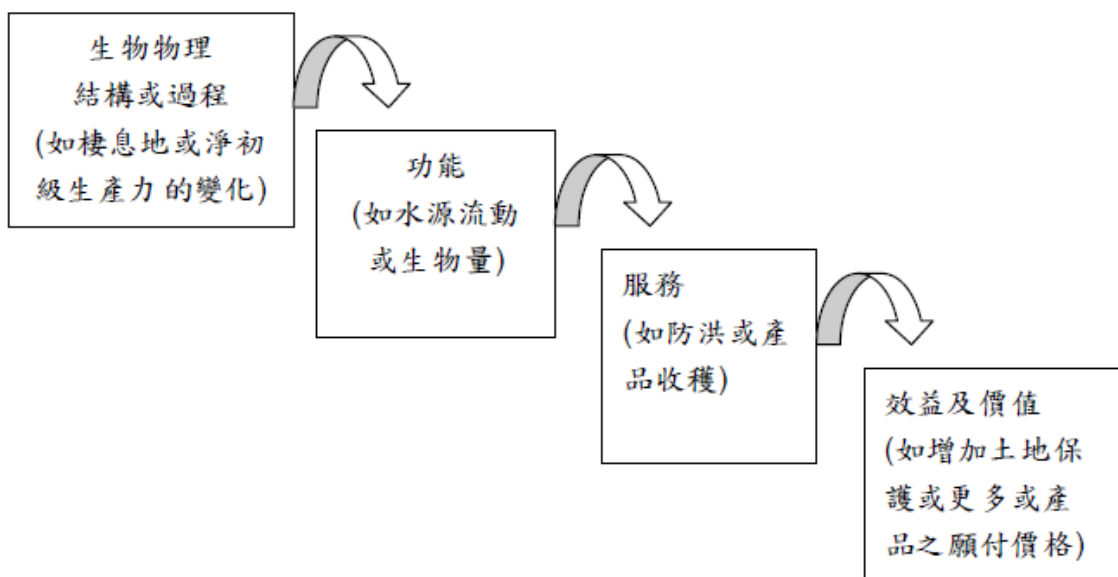 生物物理
結構或過程
(如棲息地或淨初
級生產力的變化)
功能
(如水源流動
或生物量)
服務
(如防洪或產
品收穫)
效益及價值
(如增加土地保
護或更多或產
品之願付價格)